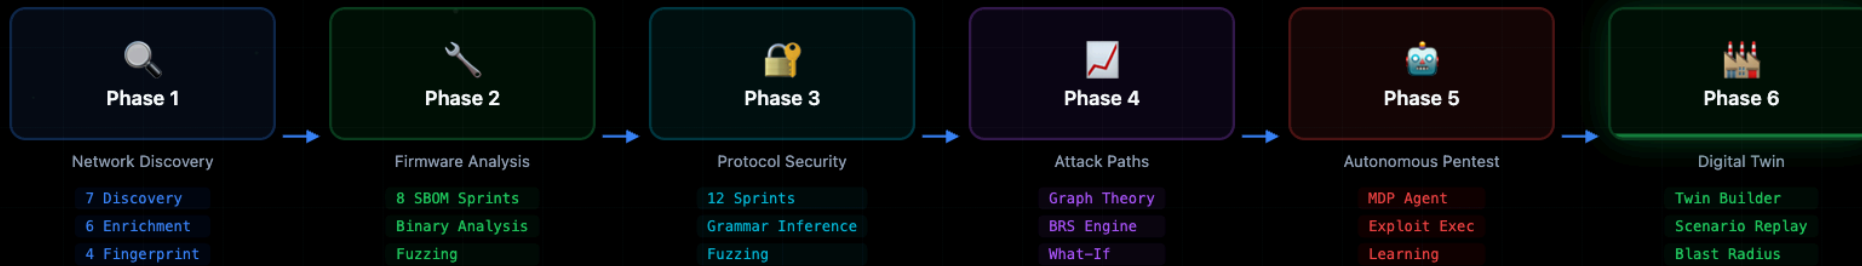 Phase 1
Phase 2
Phase 3
Phase 4
Phase 5
Phase 6
Network Discovery
Firmware Analysis
Protocol Security
Attack Paths
Autonomous Pentest
Digital Twin
7 Discovery
8 SBOM Sprints
12 Sprints
Graph Theory
MDP Agent
Twin Builder
6 Enrichment
Binary Analysis
Grammar Inference
BRS Engine
Exploit Exec
Scenario Replay
4 Fingerprint
Fuzzing
Fuzzing
What-If
Learning
Blast Radius